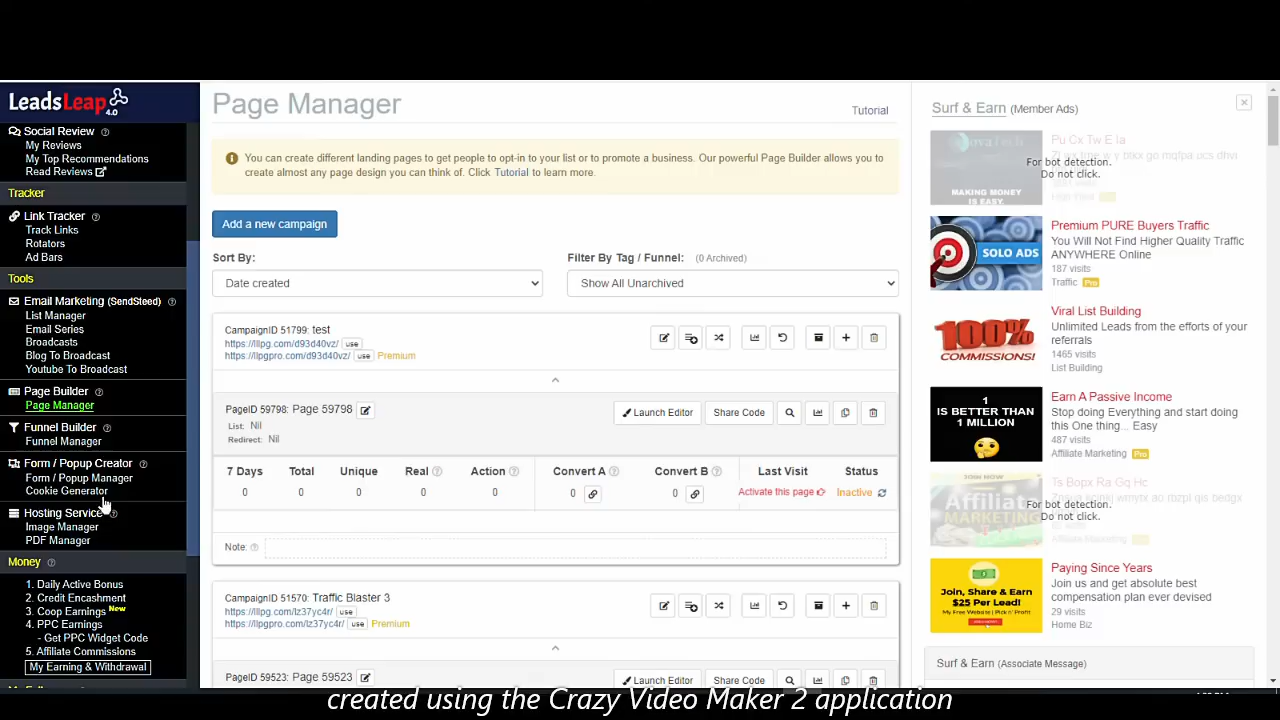 LeadsLeap 4.0
Social Review
My Reviews
My Top Recommendations
Read Reviews
Tracker
Link Tracker
Track Links
Rotators
Ad Bars
Tools
Email Marketing (SendSteed)
List Manager
Email Series
Broadcasts
Blog To Broadcast
Youtube To Broadcast
Page Builder
Page Manager
Funnel Builder
Funnel Manager
Form / Popup Creator
Form / Popup Manager
Cookie Generator
Hosting Service
Image Manager
PDF Manager
Money
1. Daily Active Bonus
2. Credit Encashment
3. Coop Earnings New
4. PPC Earnings
- Get PPC Widget Code
5. Affiliate Commissions
My Earning & Withdrawal
Page Manager
Tutorial
You can create different landing pages to get people to opt-in to your list or to promote a business. Our powerful Page Builder allows you to
create almost any page design you can think of. Click Tutorial to learn more.
Add a new campaign
Sort By:
Filter By Tag / Funnel: (0 Archived)
Date created
Show All Unarchived
CampaignID 51799: test
https://llpg.com/d93d40vz/ use
https://llpgpro.com/d93d40vz/ use Premium
PageID 59798: Page 59798
List: Nil
Redirect: Nil
Launch Editor
Share Code
7 Days Total Unique Real Action Convert A Convert B Last Visit Status
0 0 0 0 0 0 0 Activate this page Inactive
Note:
CampaignID 51570: Traffic Blaster 3
https://llpg.com/lz37yc4r/ use
https://llpgpro.com/lz37yc4r/ use Premium
PageID 59523: Page 59523
Launch Editor
Share Code
Surf & Earn (Member Ads)
Pu Cx Tw E Ia
For bot detection.
Do not click.
MAKING MONEY
IS EASY.
Premium PURE Buyers Traffic
You Will Not Find Higher Quality Traffic
ANYWHERE Online
187 visits
Traffic Pro
SOLO ADS
Viral List Building
Unlimited Leads from the efforts of your
referrals
1465 visits
List Building
100%
COMMISSIONS!
Earn A Passive Income
Stop doing Everything and start doing
this One thing... Easy
487 visits
Affiliate Marketing Pro
1
IS BETTER THAN
1 MILLION
Ts Bopx Ra Gq Hc
For bot detection.
Do not click.
Affiliate
MARKETING
Paying Since Years
Join us and get absolute best
compensation plan ever devised
29 visits
Home Biz
Join, Share & Earn
$25 Per Lead!
Surf & Earn (Associate Message)
created using the Crazy Video Maker 2 application